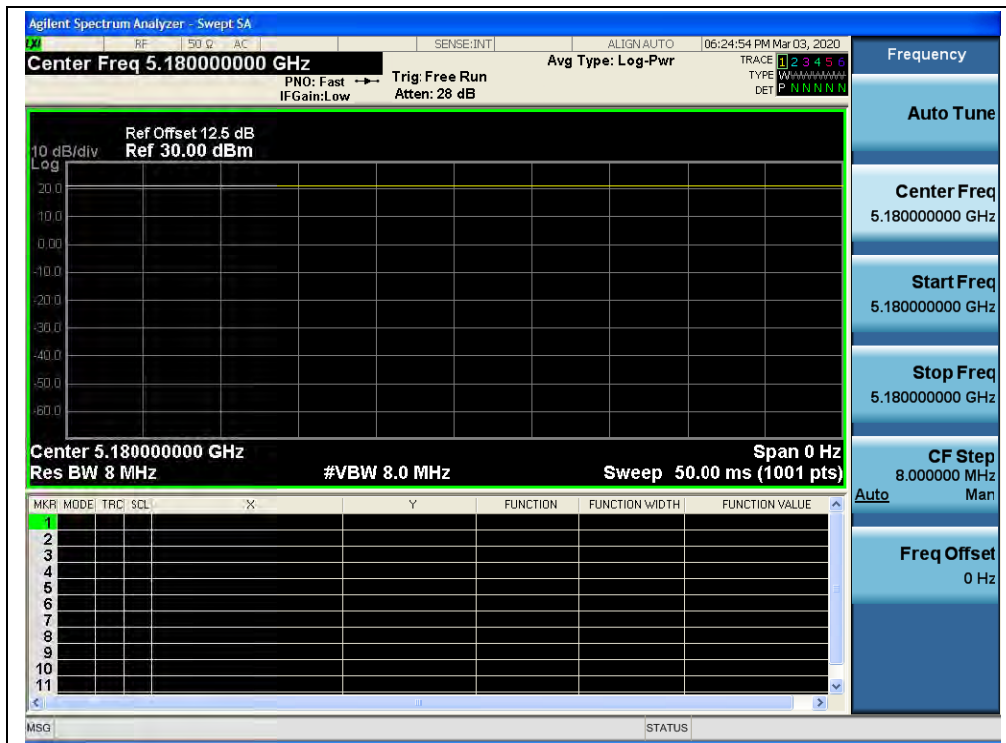 Agilent Spectrum Analyzer - Swept SA
LXI RF 50 Ω AC SENSE:INT ALIGN AUTO 06:24:54 PM Mar 03, 2020
Center Freq 5.180000000 GHz
PNO: Fast
IFGain:Low
Trig: Free Run
Atten: 28 dB
Avg Type: Log-Pwr
TRACE 1 2 3 4 5 6
TYPE
DET P N N N N N
Ref Offset 12.5 dB
10 dB/div Ref 30.00 dBm
Log
20.0
10.0
0.00
-10.0
-20.0
-30.0
-40.0
-50.0
-60.0
Center 5.180000000 GHz Span 0 Hz
Res BW 8 MHz #VBW 8.0 MHz Sweep 50.00 ms (1001 pts)
MKR MODE TRC SCL X Y FUNCTION FUNCTION WIDTH FUNCTION VALUE
1
2
3
4
5
6
7
8
9
10
11
MSG STATUS
Frequency
Auto Tune
Center Freq
5.180000000 GHz
Start Freq
5.180000000 GHz
Stop Freq
5.180000000 GHz
CF Step
8.000000 MHz
Auto Man
Freq Offset
0 Hz